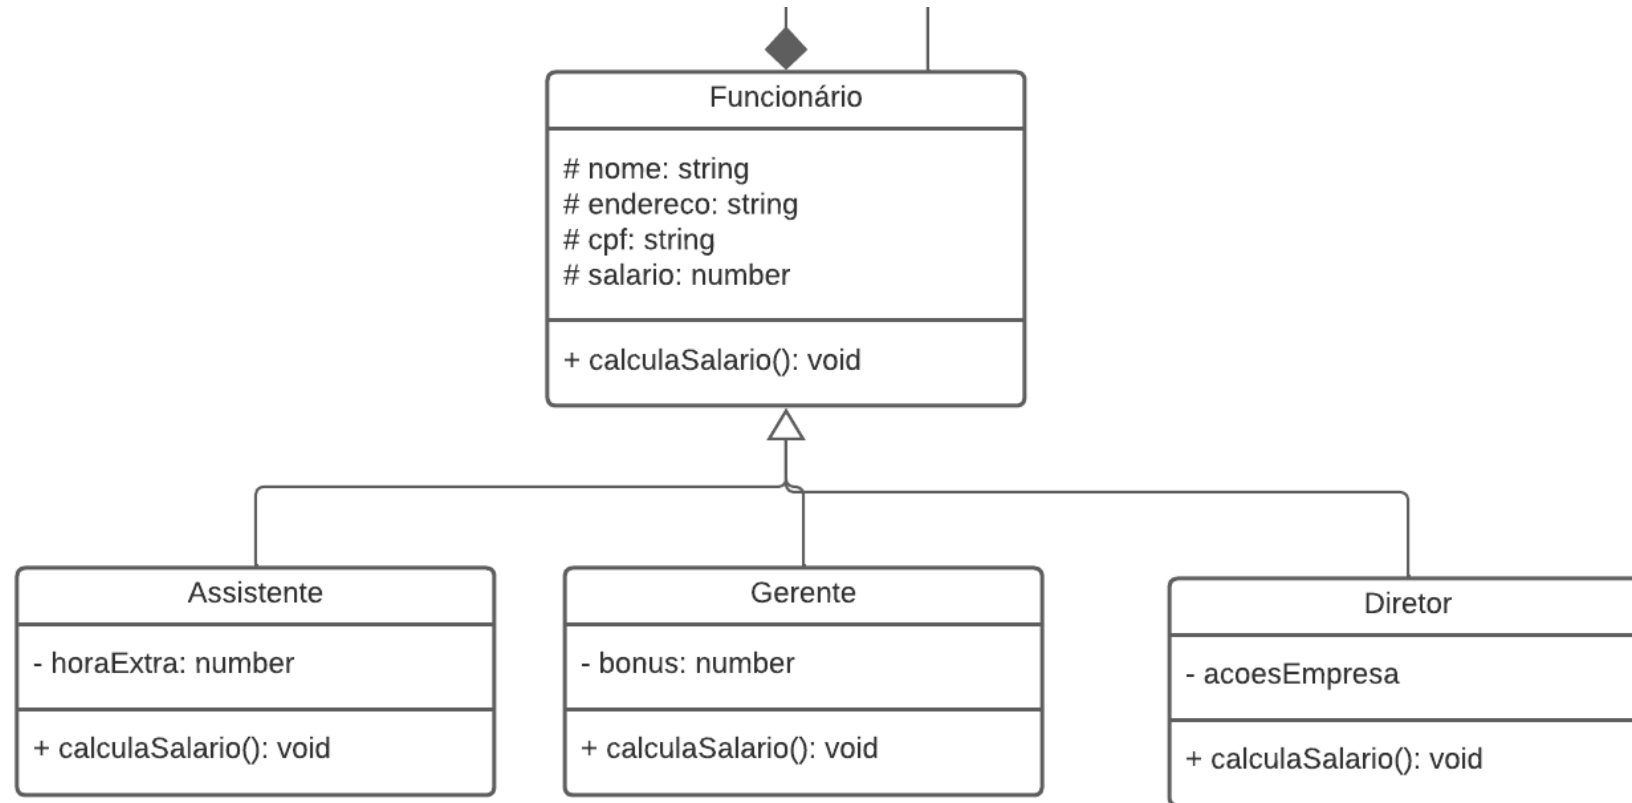 Funcionário
# nome: string
# endereco: string
# cpf: string
# salario: number
+ calculaSalario(): void
Assistente
- horaExtra: number
+ calculaSalario(): void
Gerente
- bonus: number
+ calculaSalario(): void
Diretor
- acoesEmpresa
+ calculaSalario(): void